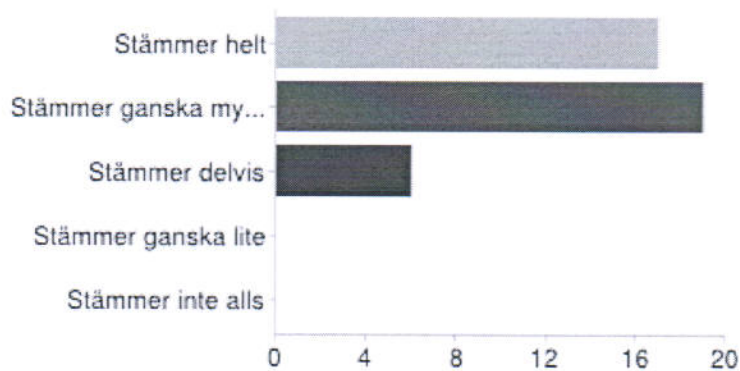 Stämmer helt
Stämmer ganska my...
Stämmer delvis
Stämmer ganska lite
Stämmer inte alls
0 4 8 12 16 20